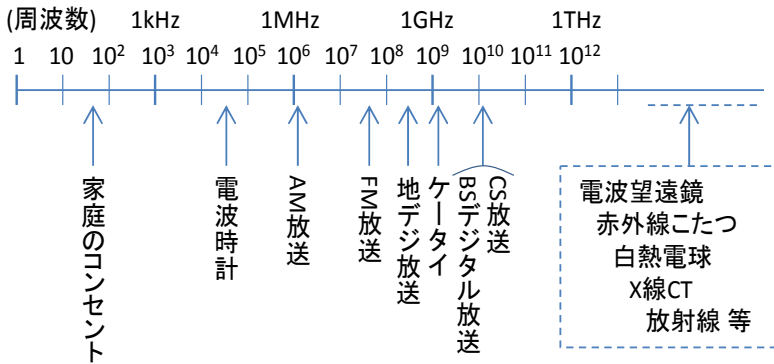 (周波数) 1kHz 1MHz 1GHz 1THz
1 10 10² 10³ 10⁴ 10⁵ 10⁶ 10⁷ 10⁸ 10⁹ 10¹⁰ 10¹¹ 10¹²
家庭のコンセント
電波時計
AM放送
FM放送
地デジ放送
ケータイ
BSデジタル放送
CS放送
電波望遠鏡
赤外線こたつ
白熱電球
X線CT
放射線 等